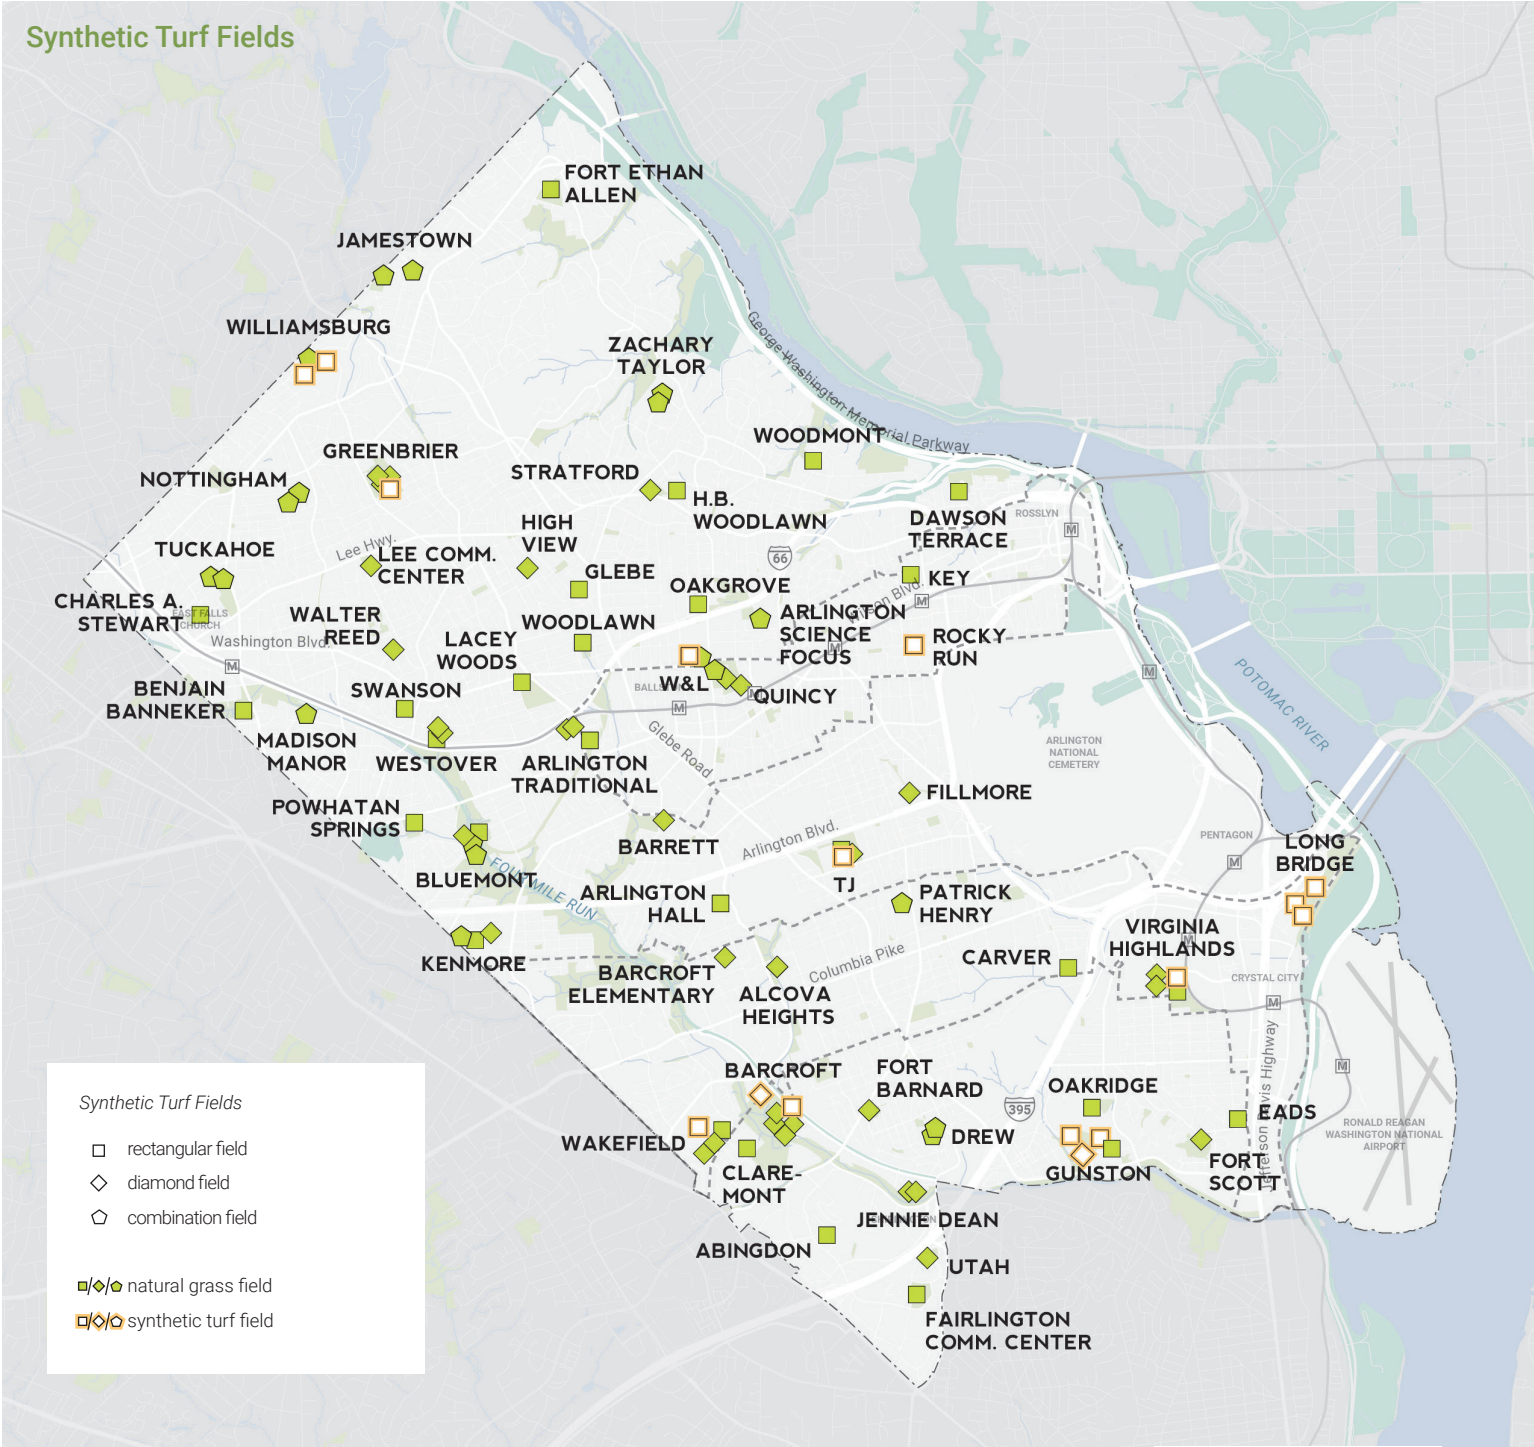 Synthetic Turf Fields
FORT ETHAN
ALLEN
JAMESTOWN
WILLIAMSBURG
ZACHARY
TAYLOR
George Washington Memorial Parkway
WOODMONT
GREENBRIER
NOTTINGHAM
STRATFORD
H.B.
WOODLAWN
DAWSON
TERRACE
ROSSLYN
M
HIGH
VIEW
TUCKAHOE
Lee Hwy.
LEE COMM.
CENTER
66
GLEBE
OAKGROVE
KEY
CHARLES A.
STEWART
EAST FALLS
CHURCH
Washington Blvd.
WALTER
REED
LACEY
WOODS
WOODLAWN
ARLINGTON
SCIENCE
FOCUS
M
M
ROCKY
RUN
M
M
POTOMAC RIVER
BENJAIN
BANNEKER
SWANSON
W&L
M
M
QUINCY
MADISON
MANOR
WESTOVER
ARLINGTON
TRADITIONAL
Glebe Road
ARLINGTON
NATIONAL
CEMETERY
POWHATAN
SPRINGS
FILLMORE
BARRETT
Arlington Blvd.
PENTAGON
M
LONG
BRIDGE
BLUEMONT
FOUR MILE RUN
TJ
ARLINGTON
HALL
PATRICK
HENRY
VIRGINIA
HIGHLANDS
M
KENMORE
BARCROFT
ELEMENTARY
ALCOVA
HEIGHTS
Columbia Pike
CARVER
CRYSTAL CITY
M
BARCROFT
FORT
BARNARD
395
OAKRIDGE
Jefferson Davis Highway
M
EADS
RONALD REAGAN
WASHINGTON NATIONAL
AIRPORT
WAKEFIELD
CLARE-
MONT
DREW
GUNSTON
FORT
SCOTT
JENNIE DEAN
ABINGDON
UTAH
FAIRLINGTON
COMM. CENTER
Synthetic Turf Fields
rectangular field
diamond field
combination field
natural grass field
synthetic turf field